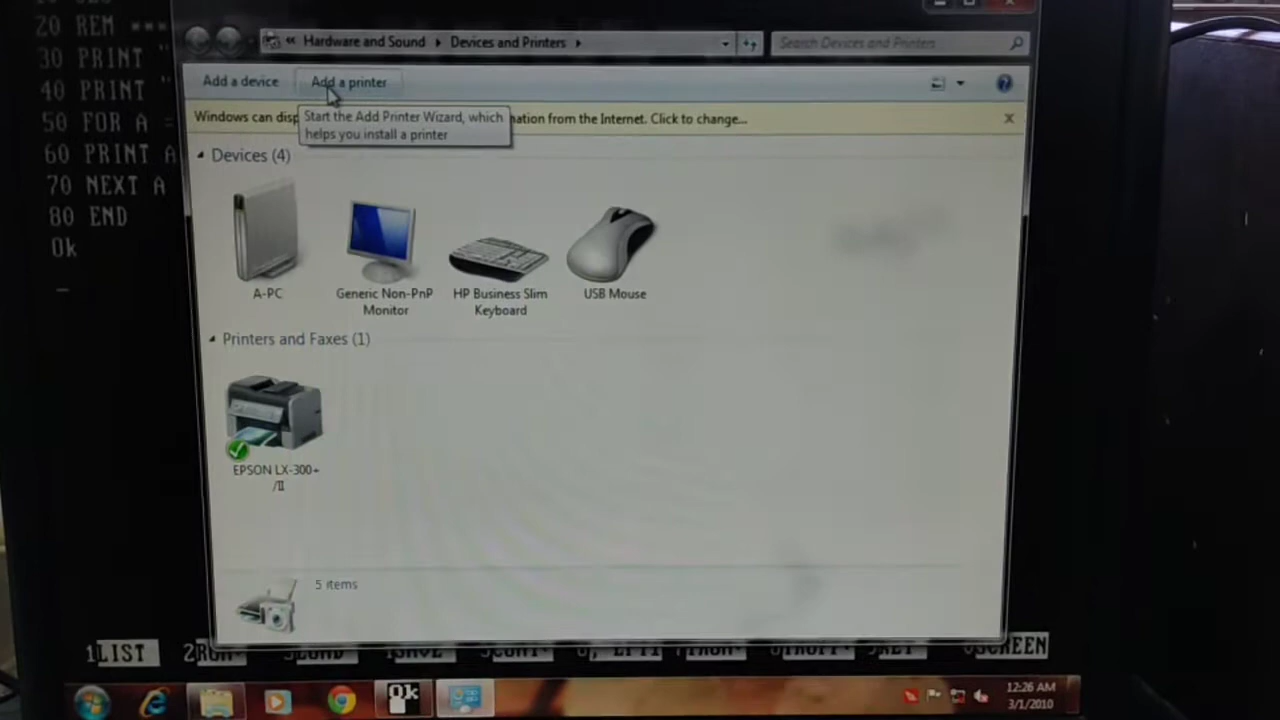 20 REM ***
30 PRINT "
40 PRINT "
50 FOR A =
60 PRINT A
70 NEXT A
80 END
Ok
« Hardware and Sound ▸ Devices and Printers ▸
Search Devices and Printers
Add a device
Add a printer
Windows can disp
ation from the Internet. Click to change...
Start the Add Printer Wizard, which
helps you install a printer
Devices (4)
A-PC
Generic Non-PnP
Monitor
HP Business Slim
Keyboard
USB Mouse
Printers and Faxes (1)
EPSON LX-300+
/II
5 items
1LIST
SCREEN
Ok
12:26 AM
3/1/2010